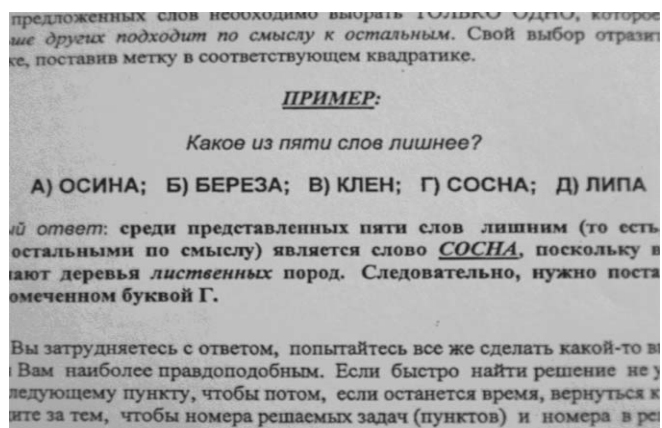 предложенных слов необходимо выбрать ТОЛЬКО ОДНО, которое
других подходит по смыслу к остальным. Свой выбор отразит
поставив метку в соответствующем квадратике.
ПРИМЕР:
Какое из пяти слов лишнее?
А) ОСИНА; Б) БЕРЕЗА; В) КЛЕН; Г) СОСНА; Д) ЛИПА
ый ответ: среди представленных пяти слов лишним (то есть
остальными по смыслу) является слово СОСНА, поскольку в
ают деревья лиственных пород. Следовательно, нужно поста
омеченном буквой Г.
Вы затрудняетесь с ответом, попытайтесь все же сделать какой-то в
Вам наиболее правдоподобным. Если быстро найти решение не у
ледующему пункту, чтобы потом, если останется время, вернуться к
ите за тем, чтобы номера решаемых задач (пунктов) и номера в ре